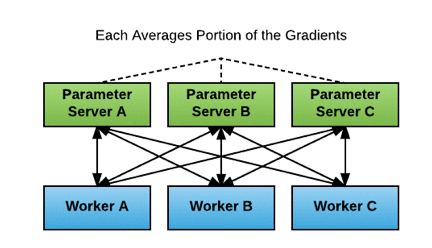 Each Averages Portion of the Gradients
Parameter Server A
Parameter Server B
Parameter Server C
Worker A
Worker B
Worker C